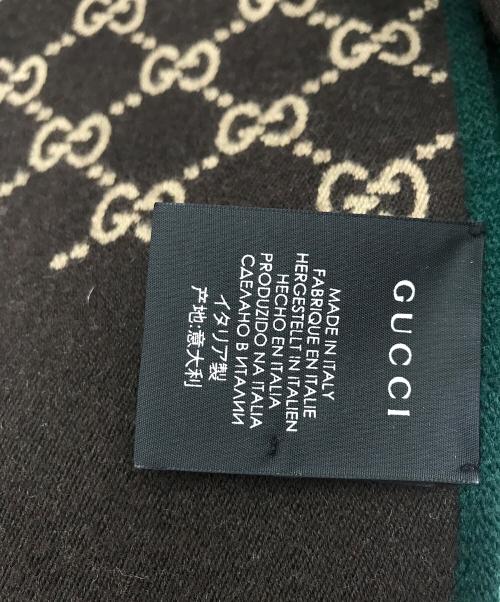 GUCCI
MADE IN ITALY
FABRIQUE EN ITALIE
HERGESTELLT IN ITALIEN
HECHO EN ITALIA
PRODUZIDO NA ITALIA
СДЕЛАНО В ИТАЛИИ
イタリア製
产地:意大利